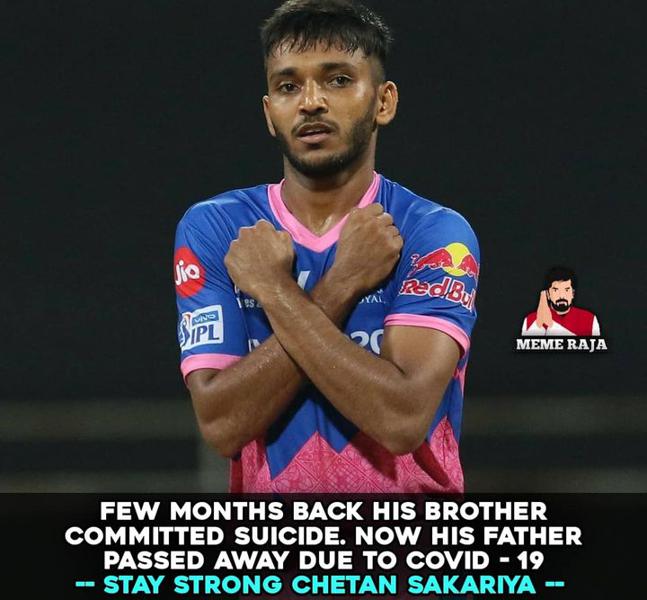 Jio
RedBull
VIVO
IPL
MEME RAJA
FEW MONTHS BACK HIS BROTHER
COMMITTED SUICIDE. NOW HIS FATHER
PASSED AWAY DUE TO COVID - 19
-- STAY STRONG CHETAN SAKARIYA --